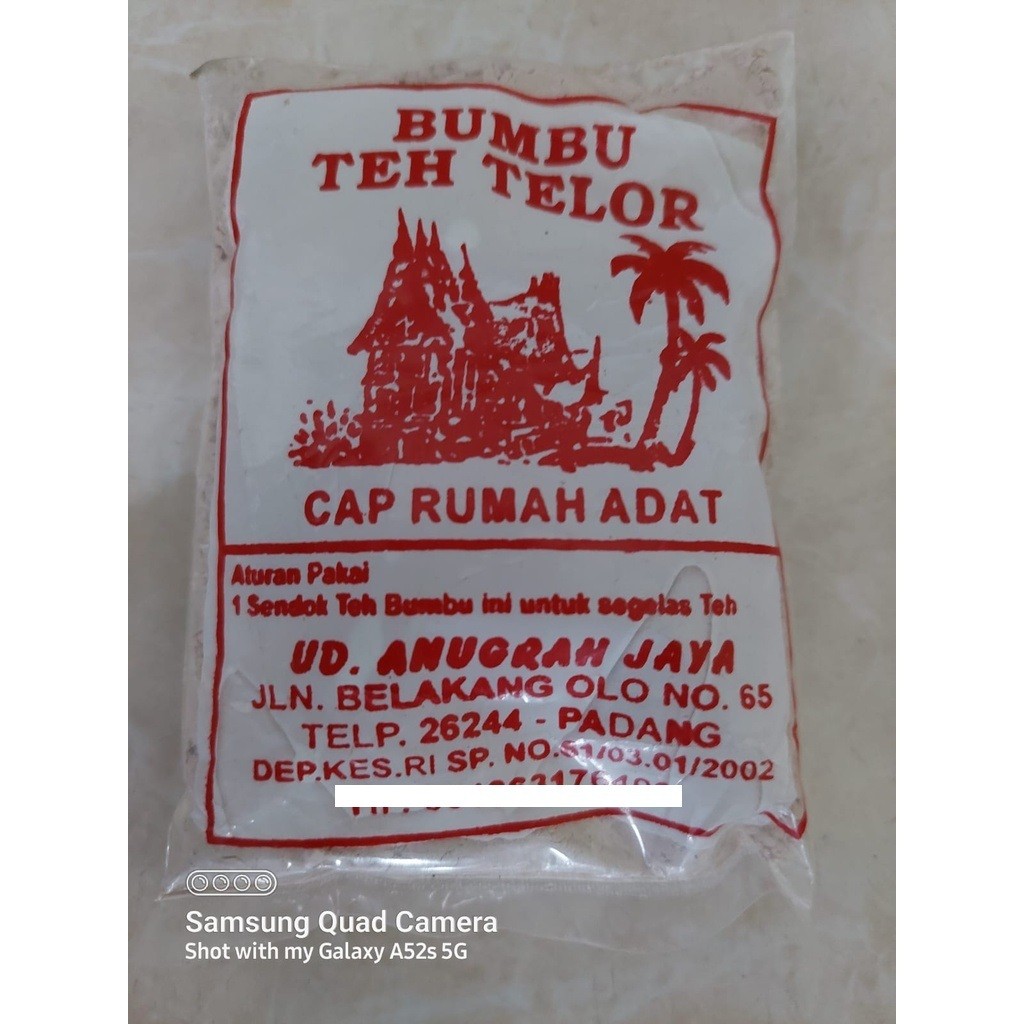 BUMBU
TEH TELOR
CAP RUMAH ADAT
Aturan Pakai
1 Sendok Teh Bumbu ini untuk segelas Teh
UD. ANUGRAH JAYA
JLN. BELAKANG OLO NO. 65
TELP. 26244 - PADANG
DEP.KES.RI SP. NO.51/03.01/2002
Samsung Quad Camera
Shot with my Galaxy A52s 5G